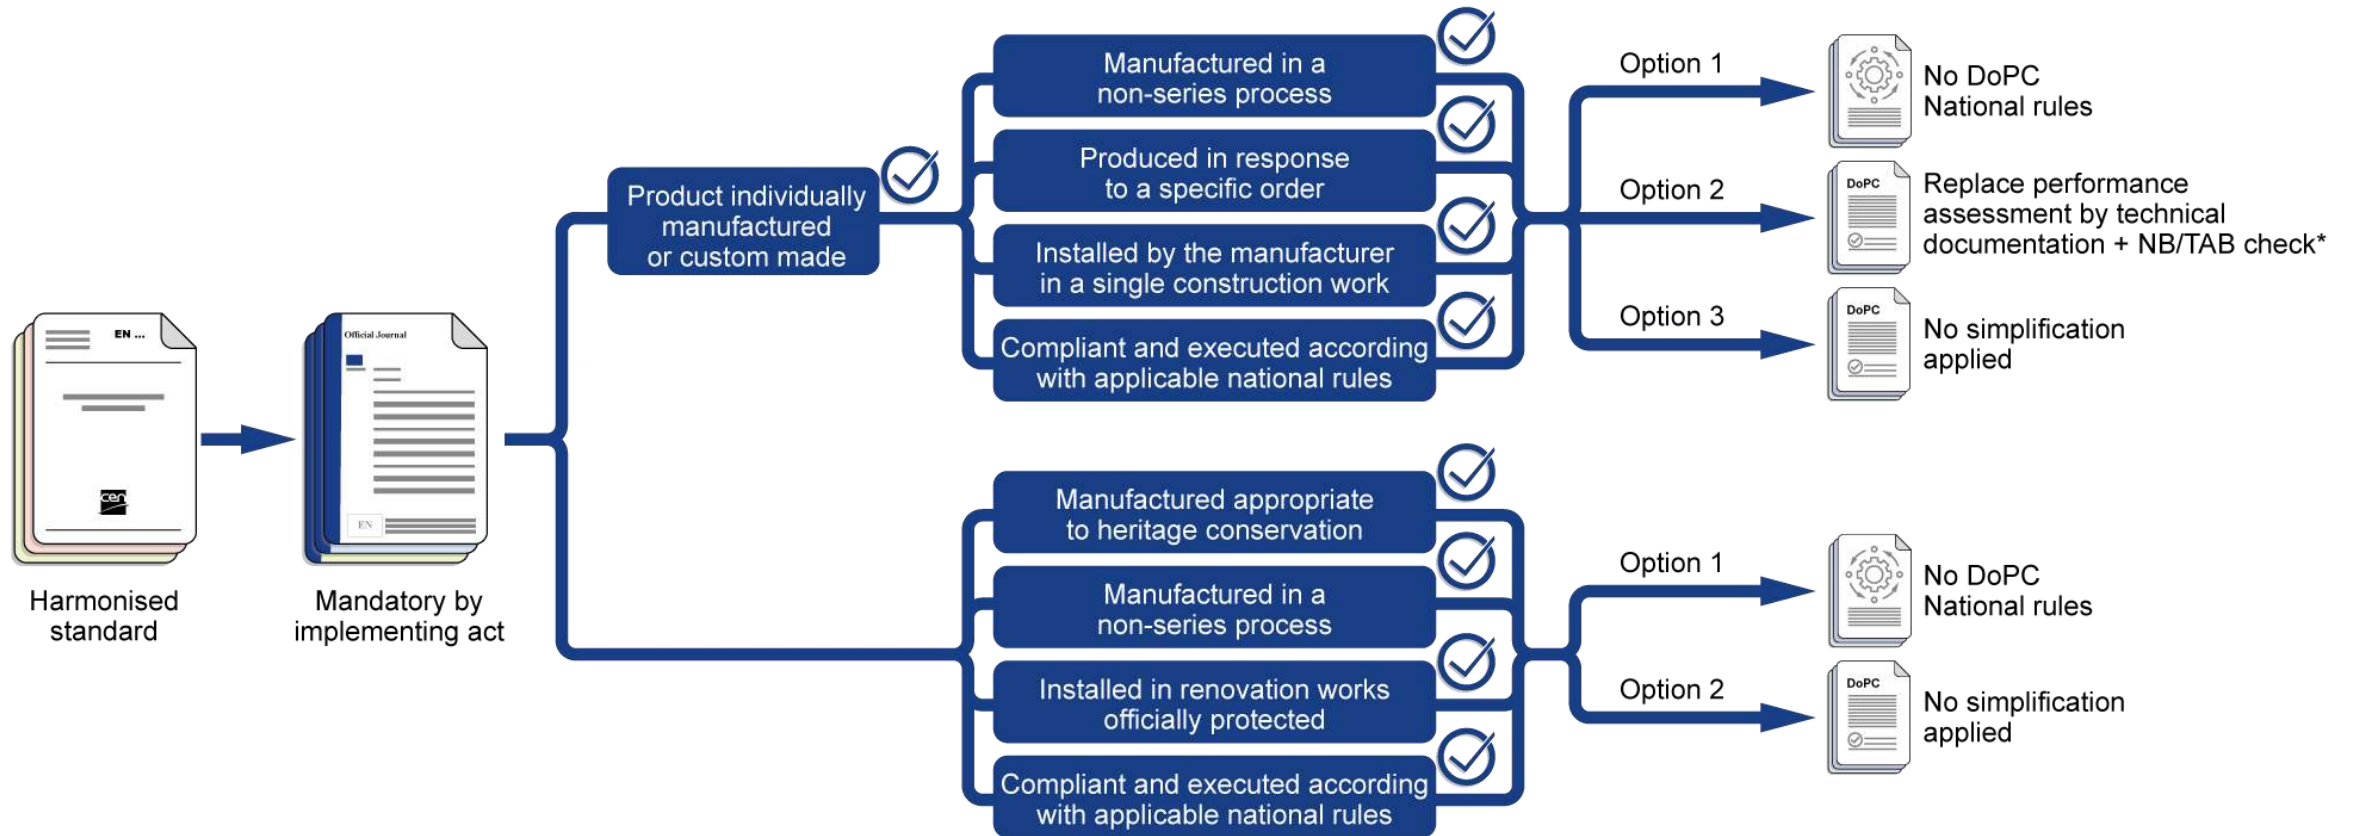 EN ...
cen
Harmonised
standard
Official Journal
EN
Mandatory by
implementing act
Product individually
manufactured
or custom made
Manufactured in a
non-series process
Produced in response
to a specific order
Installed by the manufacturer
in a single construction work
Compliant and executed according
with applicable national rules
Option 1
No DoPC
National rules
Option 2
DoPC
Replace performance
assessment by technical
documentation + NB/TAB check*
Option 3
DoPC
No simplification
applied
Manufactured appropriate
to heritage conservation
Manufactured in a
non-series process
Installed in renovation works
officially protected
Compliant and executed according
with applicable national rules
Option 1
No DoPC
National rules
Option 2
DoPC
No simplification
applied